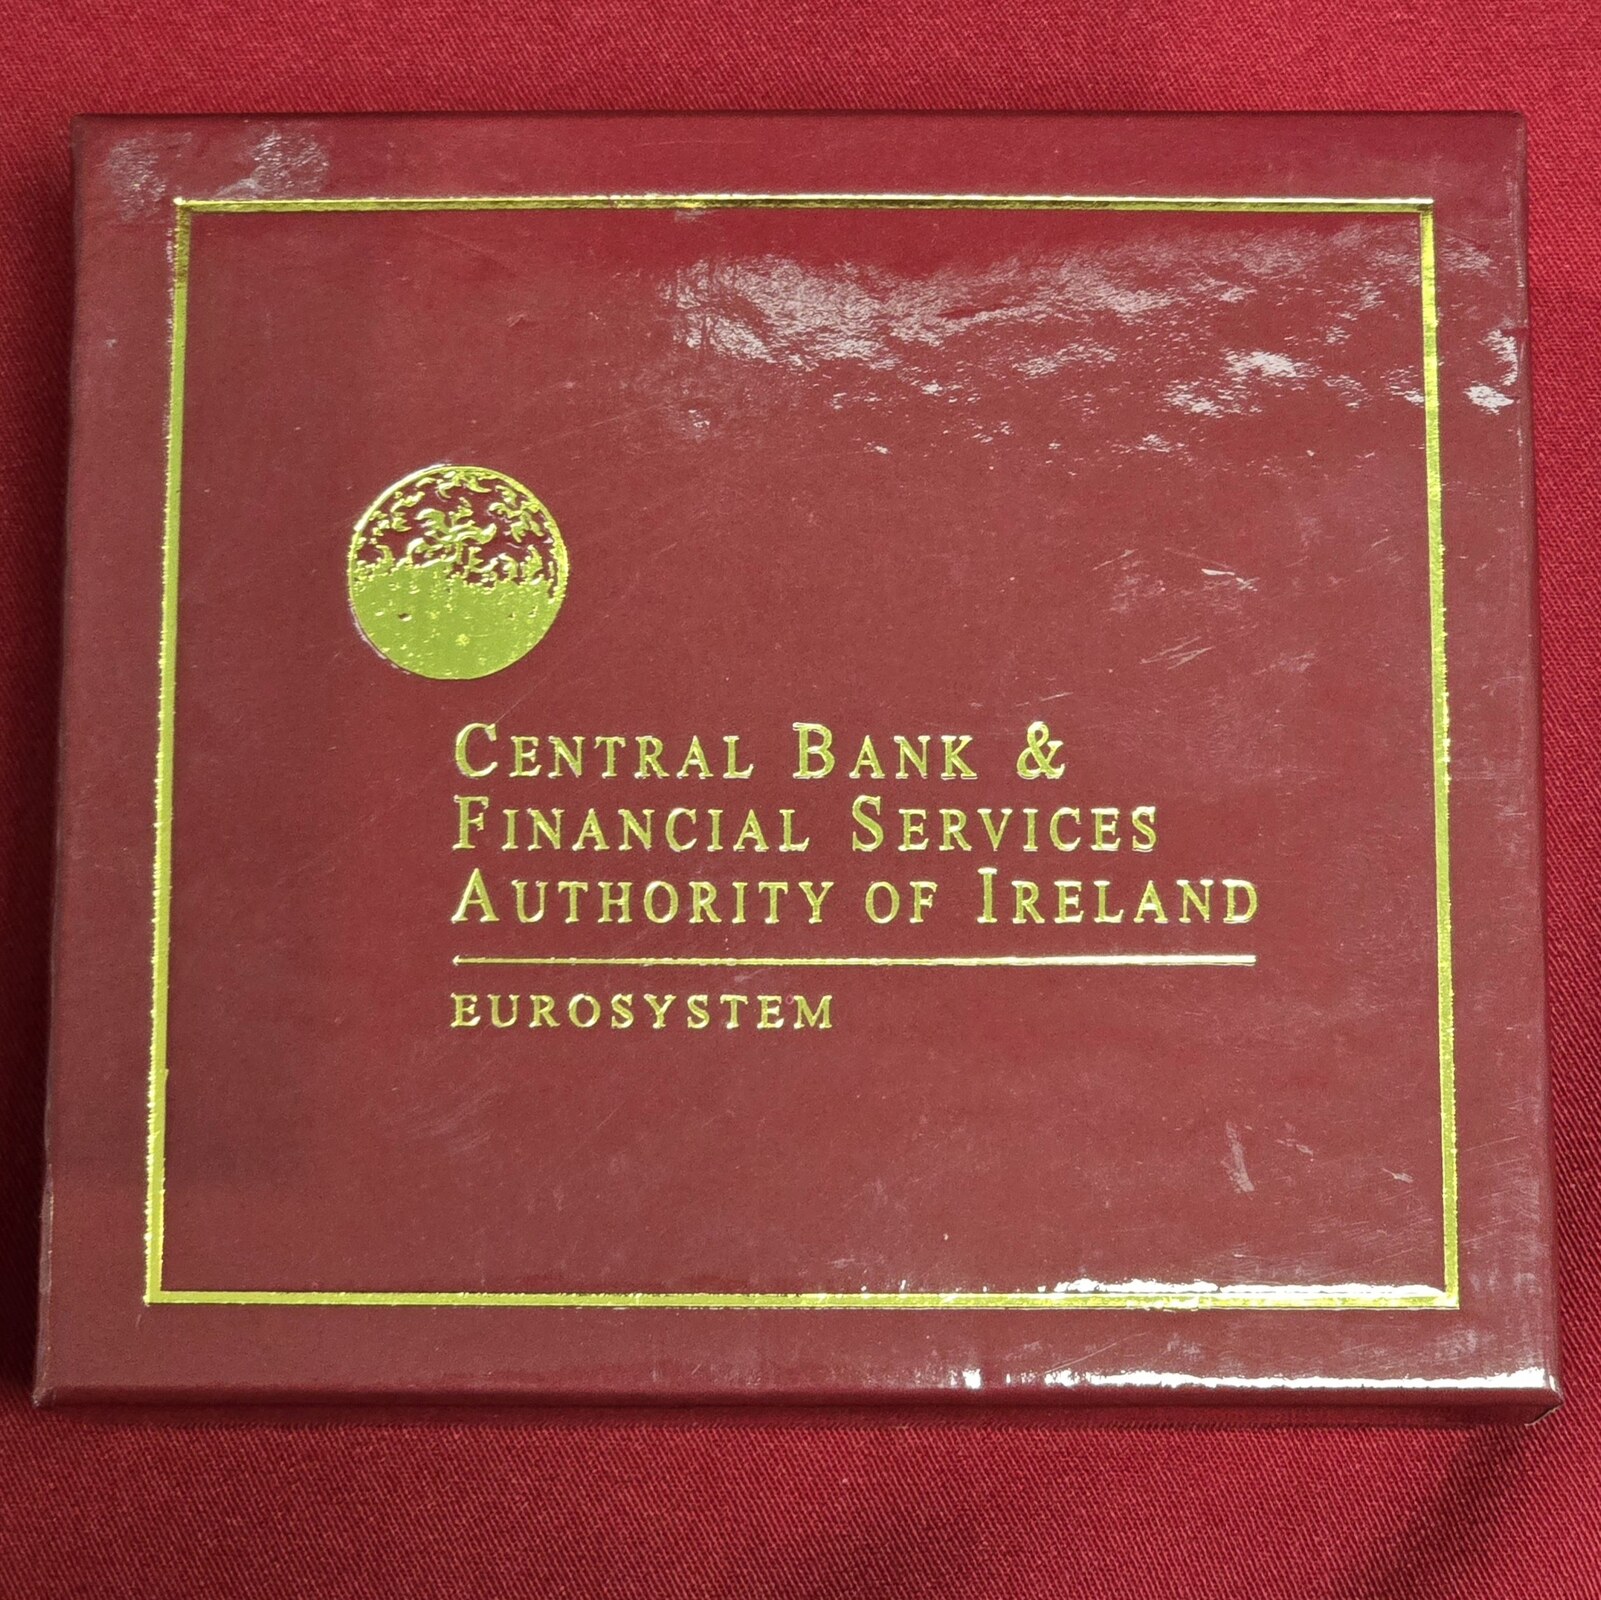 CENTRAL BANK &
FINANCIAL SERVICES
AUTHORITY OF IRELAND
EUROSYSTEM